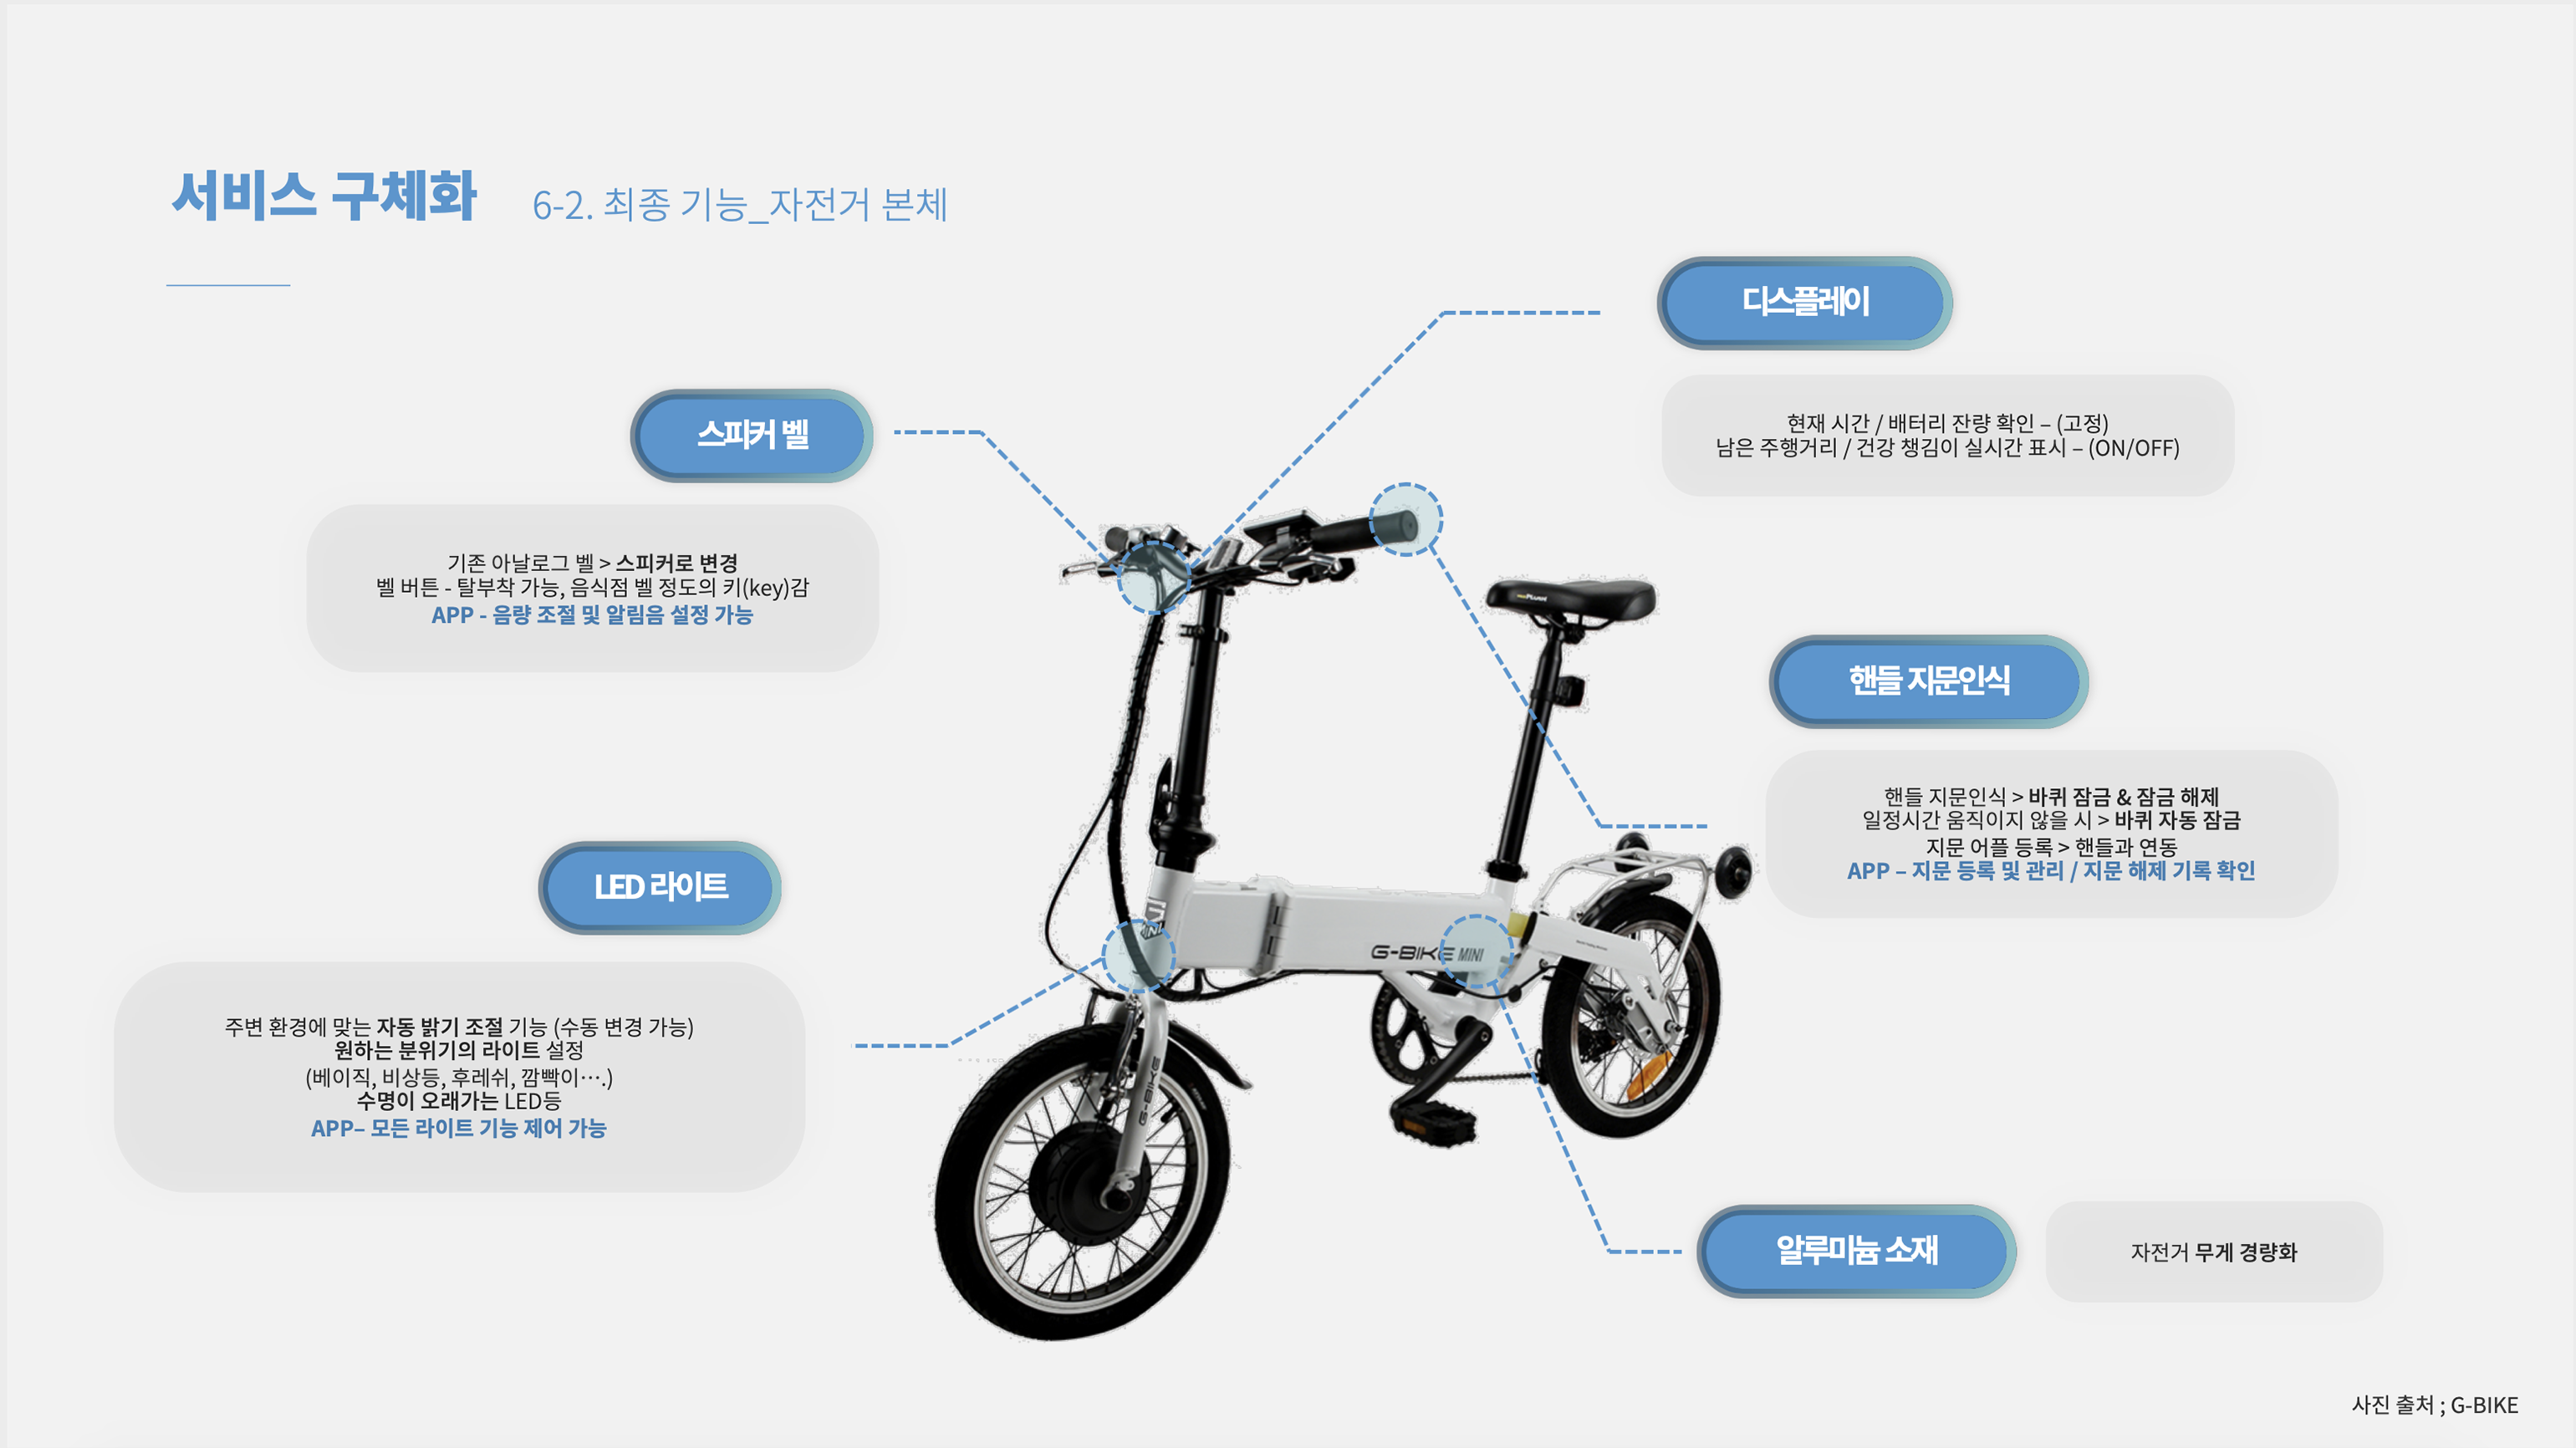 서비스 구체화 6-2. 최종 기능_자전거 본체
디스플레이
현재 시간 / 배터리 잔량 확인 – (고정)
남은 주행거리 / 건강 챙김이 실시간 표시 – (ON/OFF)
스피커 벨
기존 아날로그 벨 > 스피커로 변경
벨 버튼 - 탈부착 가능, 음식점 벨 정도의 키(key)감
APP - 음량 조절 및 알림음 설정 가능
핸들 지문인식
핸들 지문인식 > 바퀴 잠금 & 잠금 해제
일정시간 움직이지 않을 시 > 바퀴 자동 잠금
지문 어플 등록 > 핸들과 연동
APP – 지문 등록 및 관리 / 지문 해제 기록 확인
LED 라이트
주변 환경에 맞는 자동 밝기 조절 기능 (수동 변경 가능)
원하는 분위기의 라이트 설정
(베이직, 비상등, 후레쉬, 깜빡이….)
수명이 오래가는 LED등
APP– 모든 라이트 기능 제어 가능
G-BIKE MINI
G-BIKE
알루미늄 소재
자전거 무게 경량화
사진 출처 ; G-BIKE